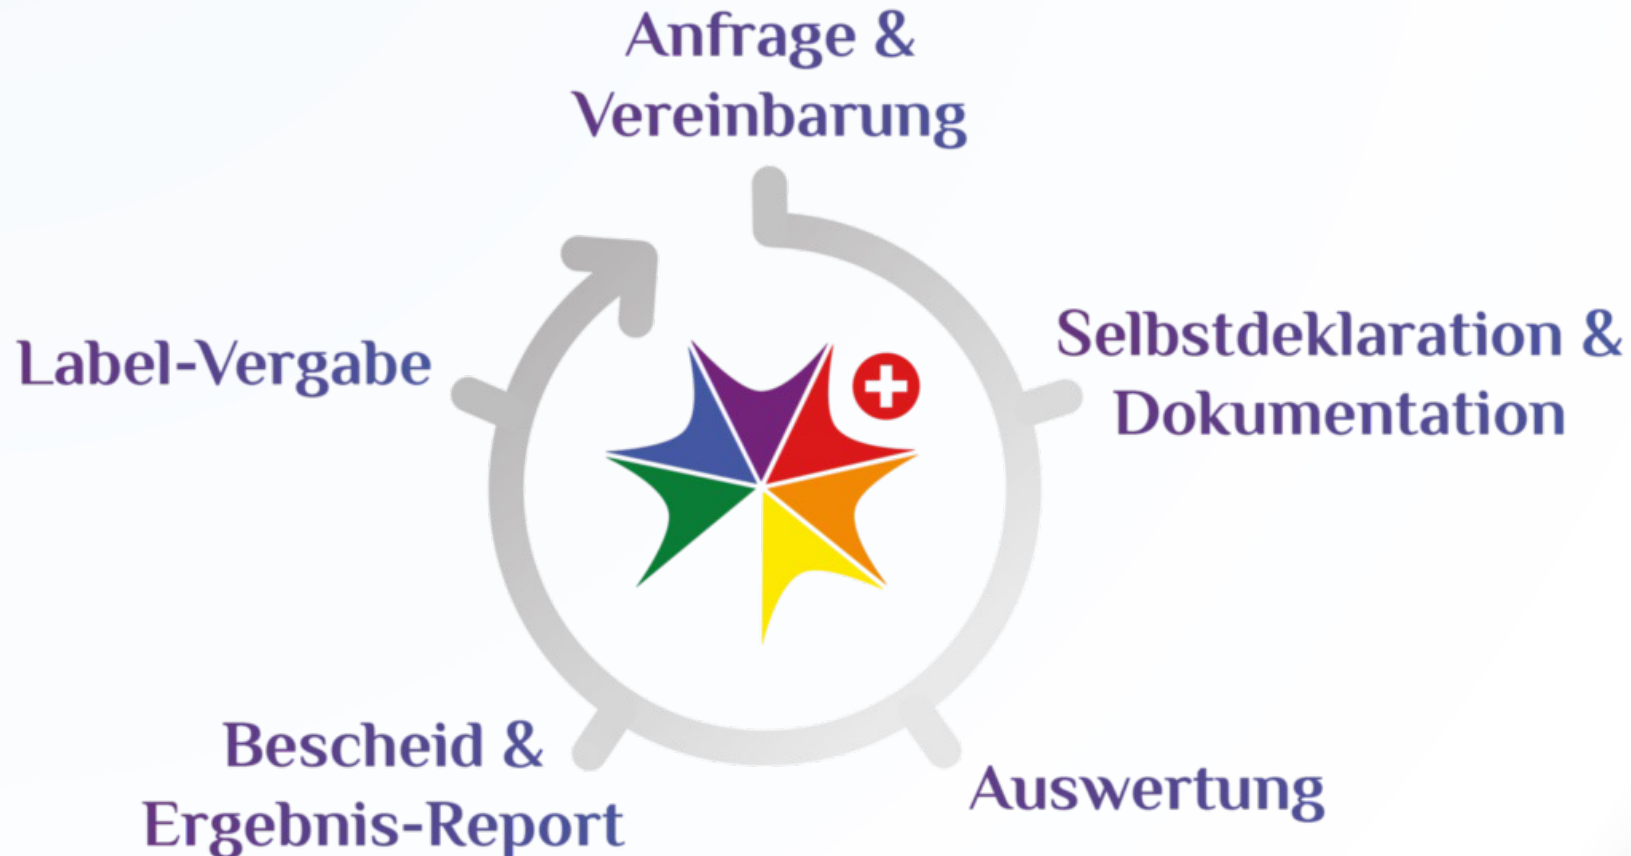 Anfrage &
Vereinbarung
Selbstdeklaration &
Dokumentation
Auswertung
Bescheid &
Ergebnis-Report
Label-Vergabe